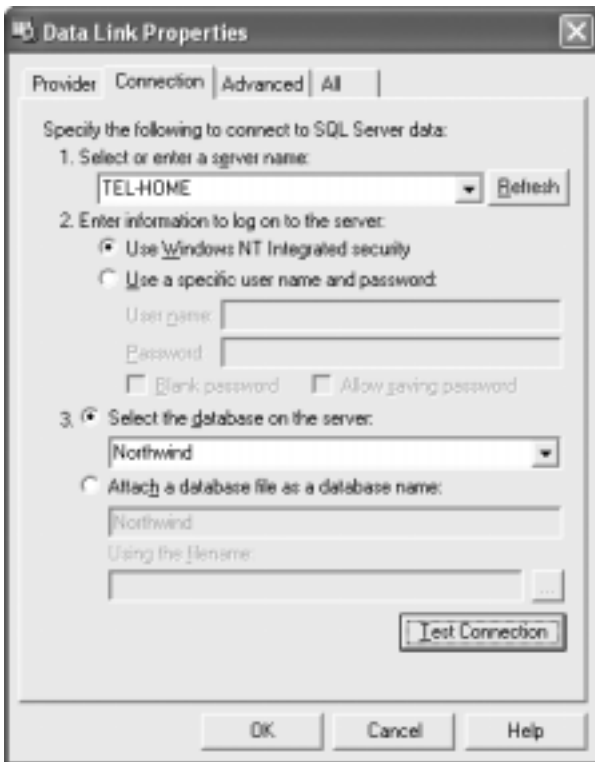 Data Link Properties
Provider Connection Advanced All
Specify the following to connect to SQL Server data:
1. Select or enter a server name:
TEL-HOME Refresh
2. Enter information to log on to the server:
Use Windows NT Integrated security
Use a specific user name and password:
User name:
Password:
Blank password Allow saving password
3. Select the database on the server:
Northwind
Attach a database file as a database name:
Northwind
Using the filename:
...
Test Connection
OK Cancel Help